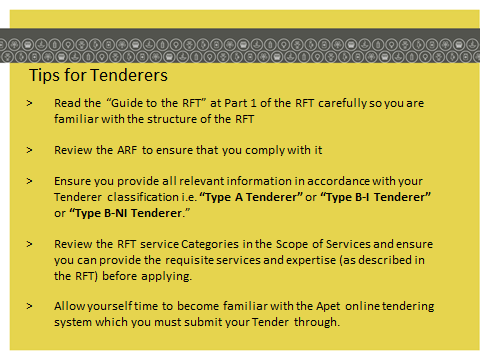 Tips for Tenderers
> Read the “Guide to the RFT” at Part 1 of the RFT carefully so you are
familiar with the structure of the RFT
> Review the ARF to ensure that you comply with it
> Ensure you provide all relevant information in accordance with your
Tenderer classification i.e. “Type A Tenderer” or “Type B-I Tenderer”
or “Type B-NI Tenderer.”
> Review the RFT service Categories in the Scope of Services and ensure
you can provide the requisite services and expertise (as described in
the RFT) before applying.
> Allow yourself time to become familiar with the Apet online tendering
system which you must submit your Tender through.